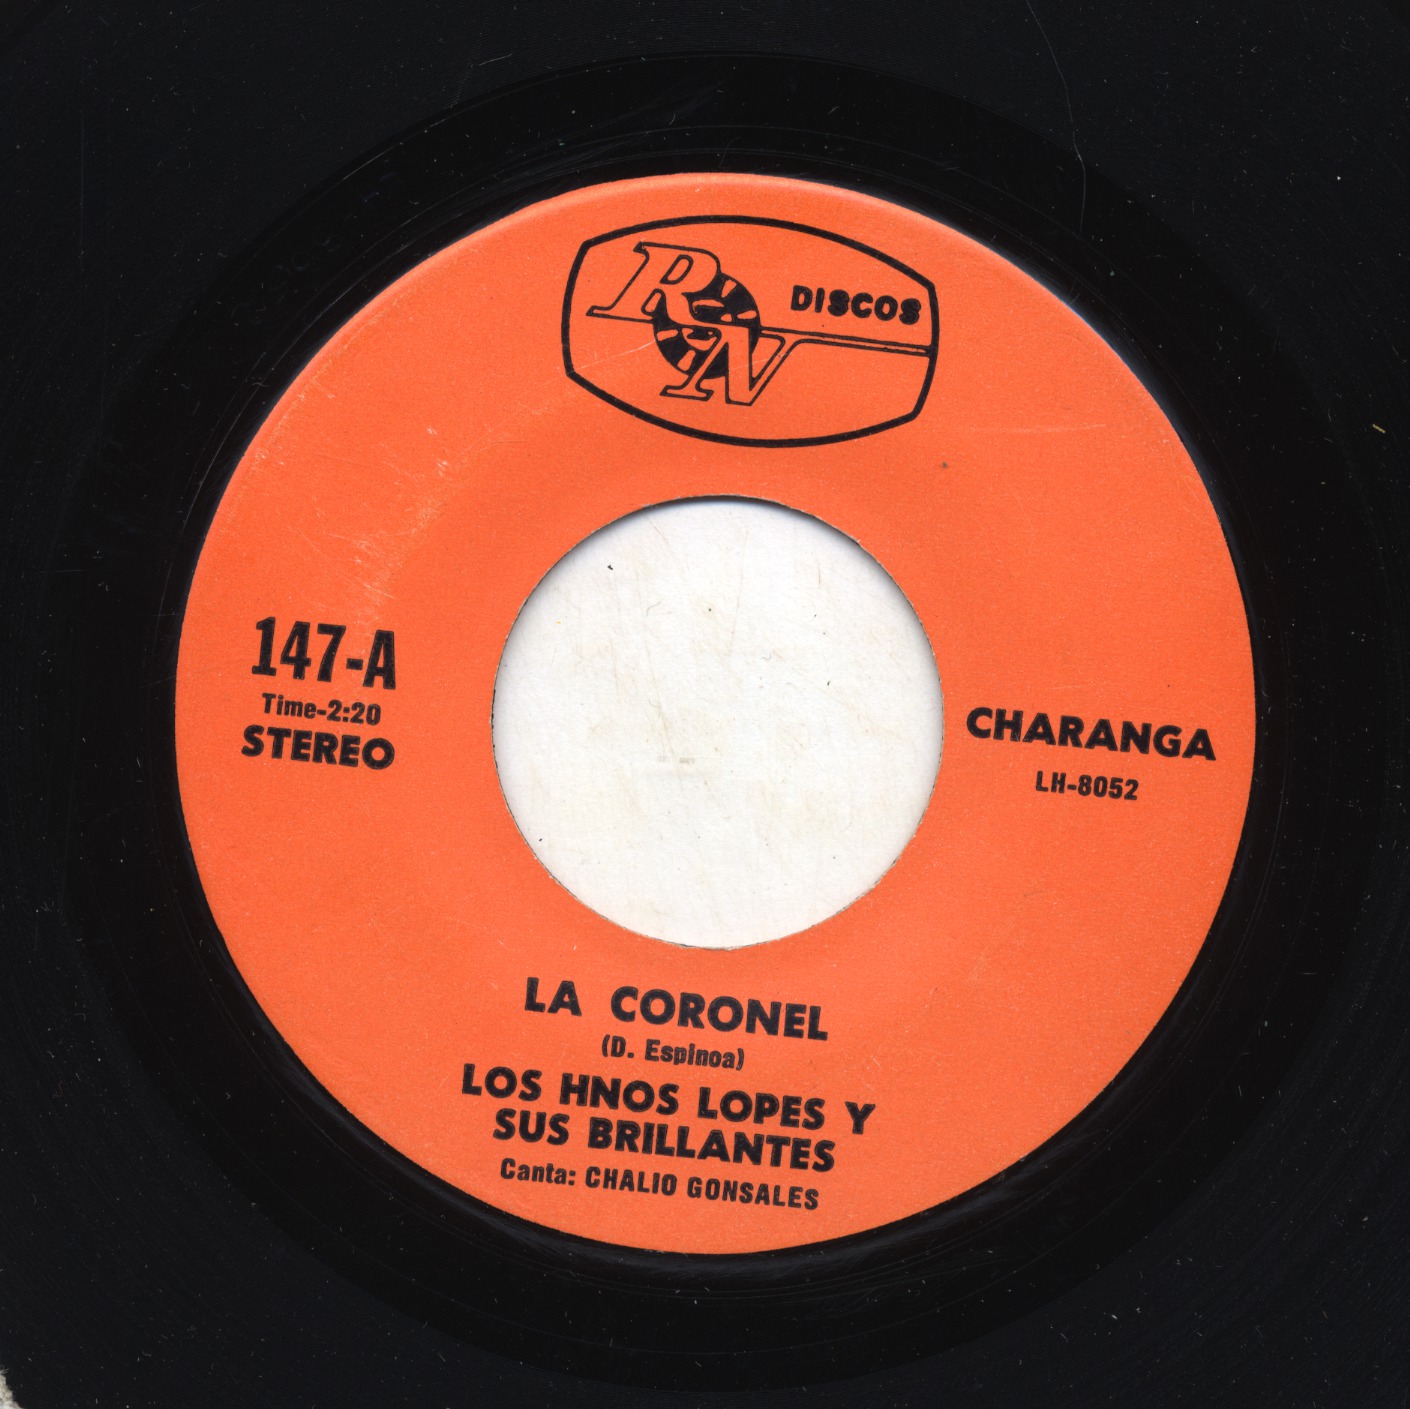 RN DISCOS
147-A
Time-2:20
STEREO
CHARANGA
LH-8052
LA CORONEL
(D. Espinoa)
LOS HNOS LOPES Y
SUS BRILLANTES
Canta: CHALIO GONSALES